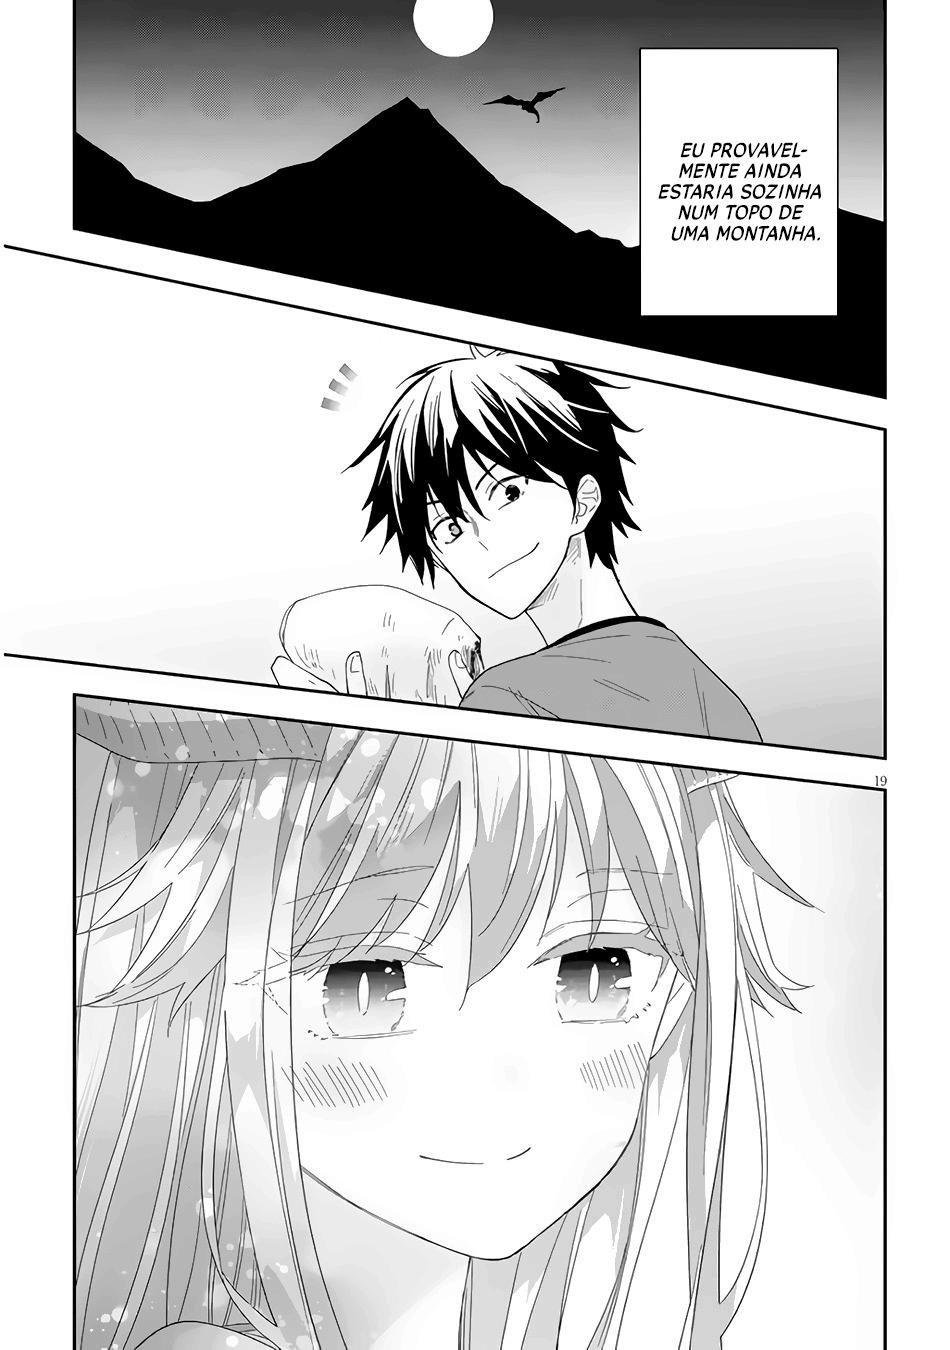 EU PROVAVEL-
MENTE AINDA
ESTARIA SOZINHA
NUM TOPO DE
UMA MONTANHA.
19